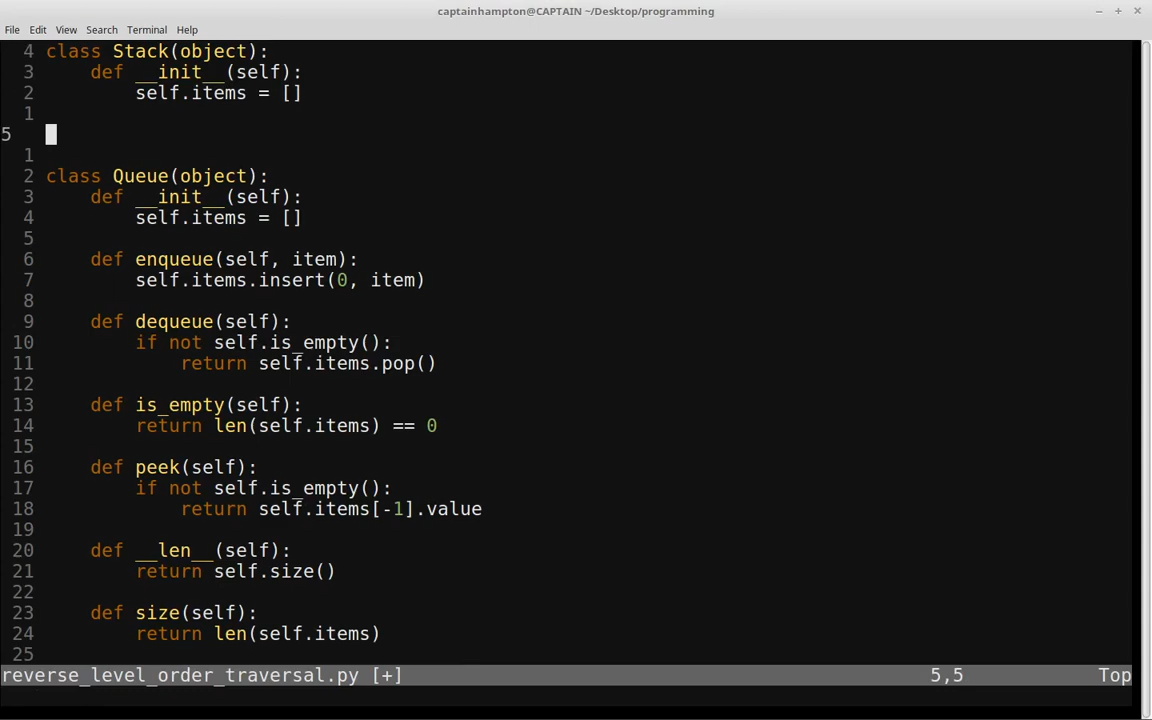 captainhampton@CAPTAIN ~/Desktop/programming
File Edit View Search Terminal Help
4 class Stack(object):
3     def __init__(self):
2         self.items = []
1
5
1
2 class Queue(object):
3     def __init__(self):
4         self.items = []
5
6     def enqueue(self, item):
7         self.items.insert(0, item)
8
9     def dequeue(self):
10         if not self.is_empty():
11             return self.items.pop()
12
13     def is_empty(self):
14         return len(self.items) == 0
15
16     def peek(self):
17         if not self.is_empty():
18             return self.items[-1].value
19
20     def __len__(self):
21         return self.size()
22
23     def size(self):
24         return len(self.items)
25
reverse_level_order_traversal.py [+] 5,5 Top